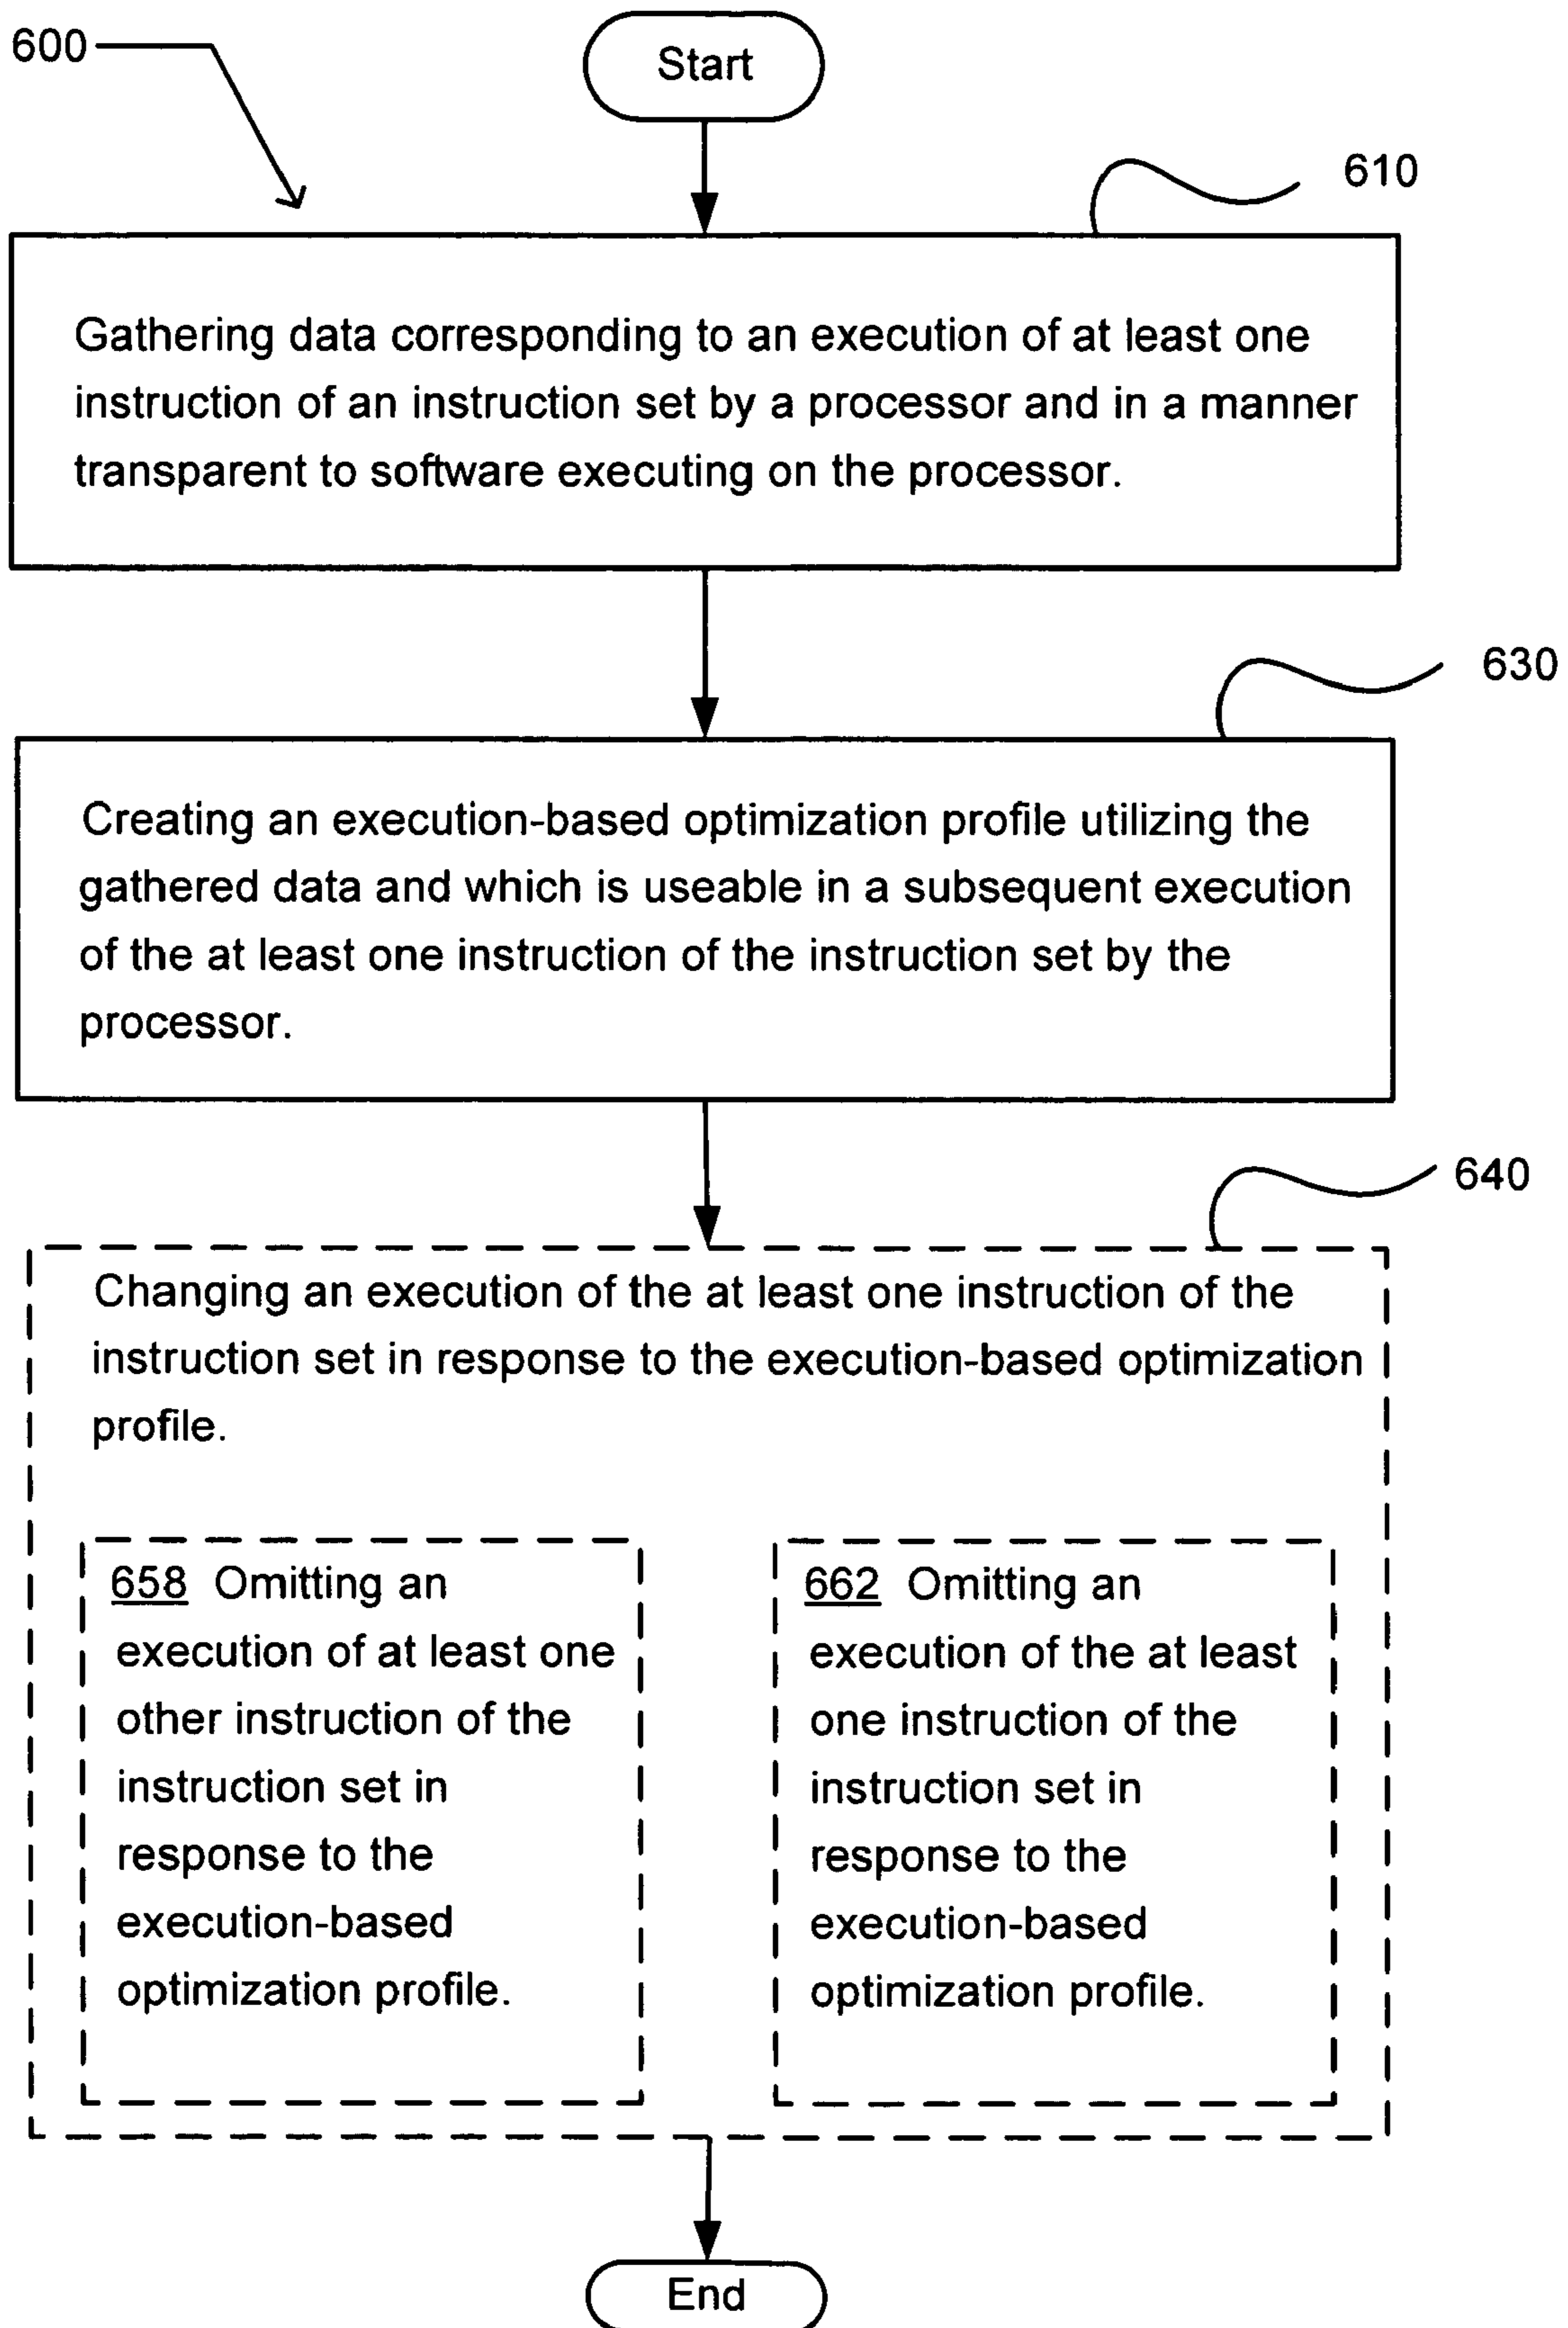 600
Start
610
Gathering data corresponding to an execution of at least one
instruction of an instruction set by a processor and in a manner
transparent to software executing on the processor.
630
Creating an execution-based optimization profile utilizing the
gathered data and which is useable in a subsequent execution
of the at least one instruction of the instruction set by the
processor.
640
Changing an execution of the at least one instruction of the
instruction set in response to the execution-based optimization
profile.
658 Omitting an
execution of at least one
other instruction of the
instruction set in
response to the
execution-based
optimization profile.
662 Omitting an
execution of the at least
one instruction of the
instruction set in
response to the
execution-based
optimization profile.
End